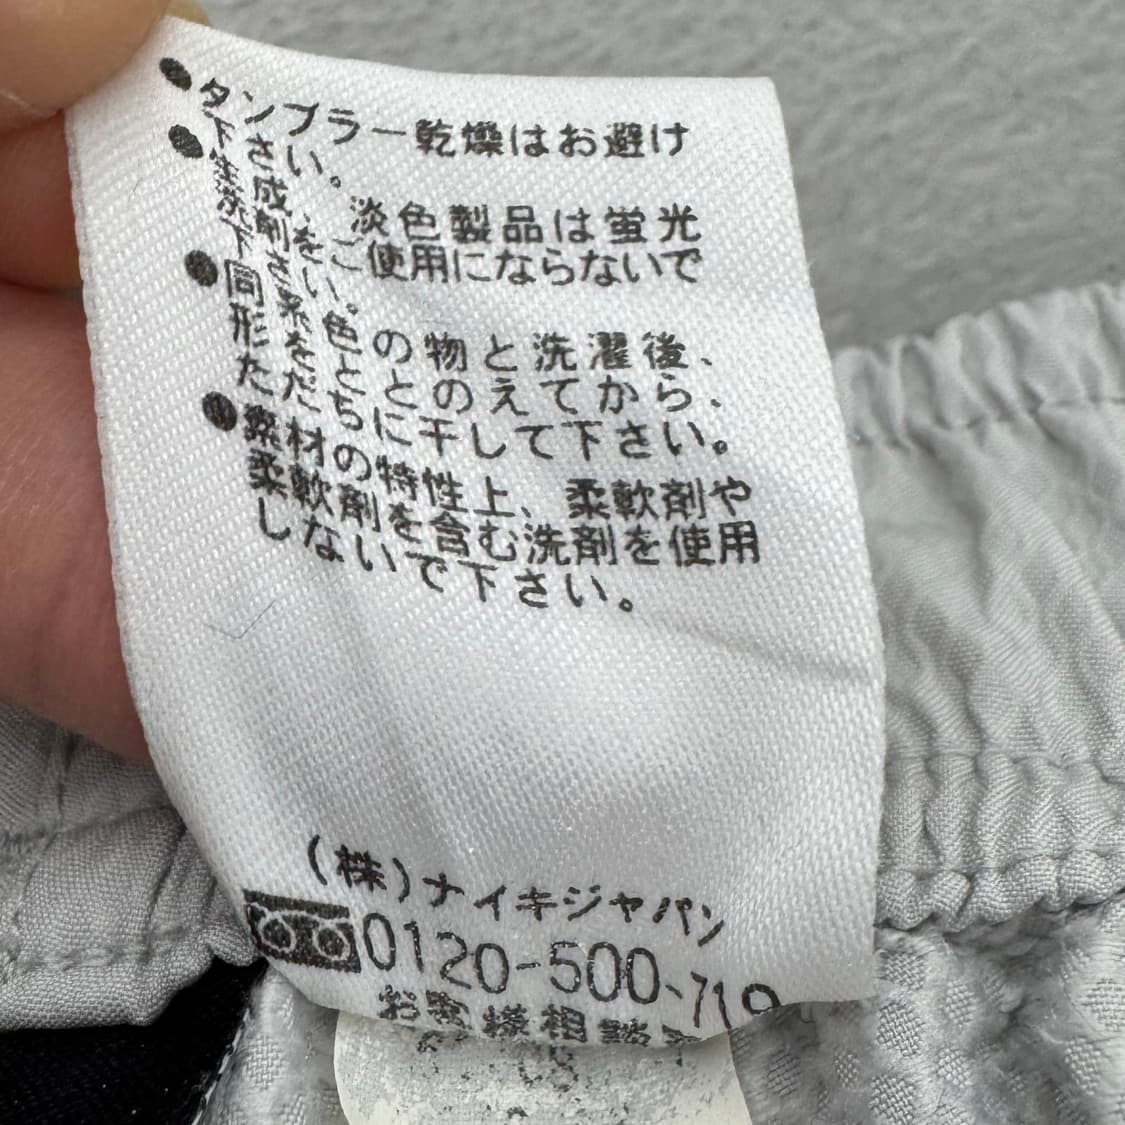 ●タンブラー乾燥はお避け
下さい。
●生成、淡色製品は蛍光
洗剤をご使用にならないで
下さい。
●同系色の物と洗濯後、
形をととのえてから、
ただちに干して下さい。
●素材の特性上、柔軟剤や
柔軟剤を含む洗剤を使用
しないで下さい。
(株)ナイキジャパン
0120-500-719
お客様相談